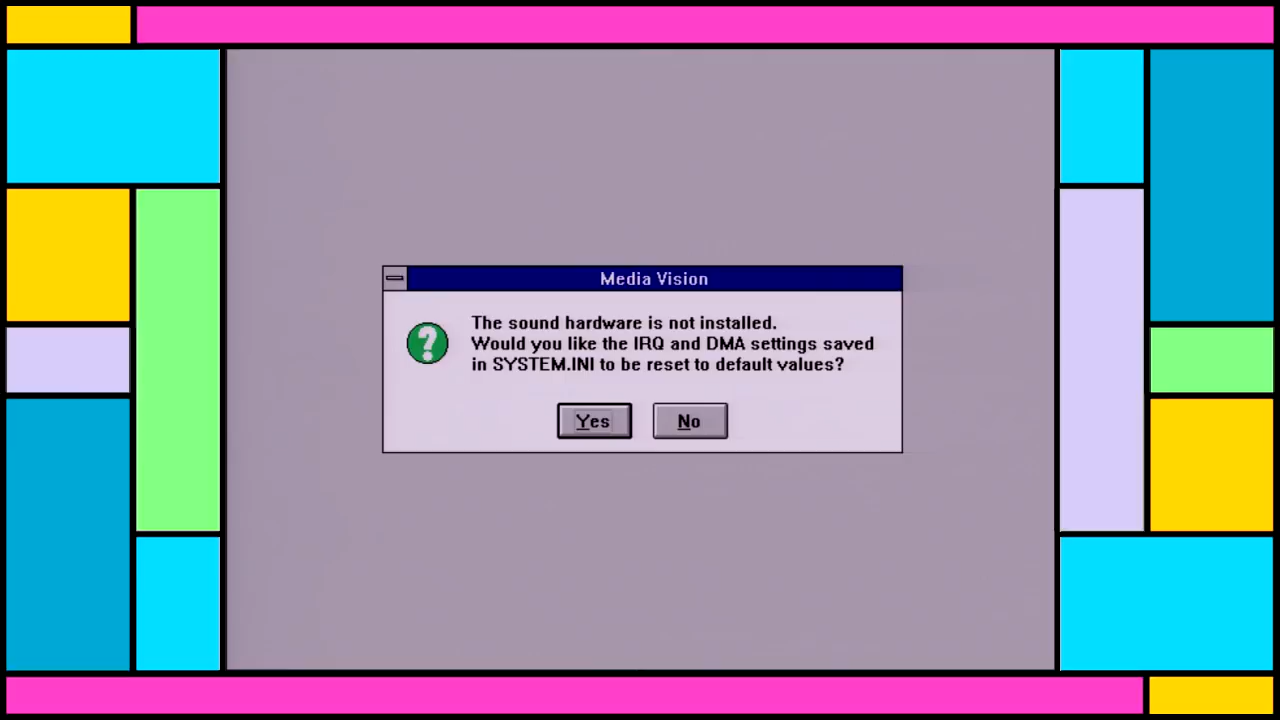 Media Vision
The sound hardware is not installed.
Would you like the IRQ and DMA settings saved
in SYSTEM.INI to be reset to default values?
Yes
No